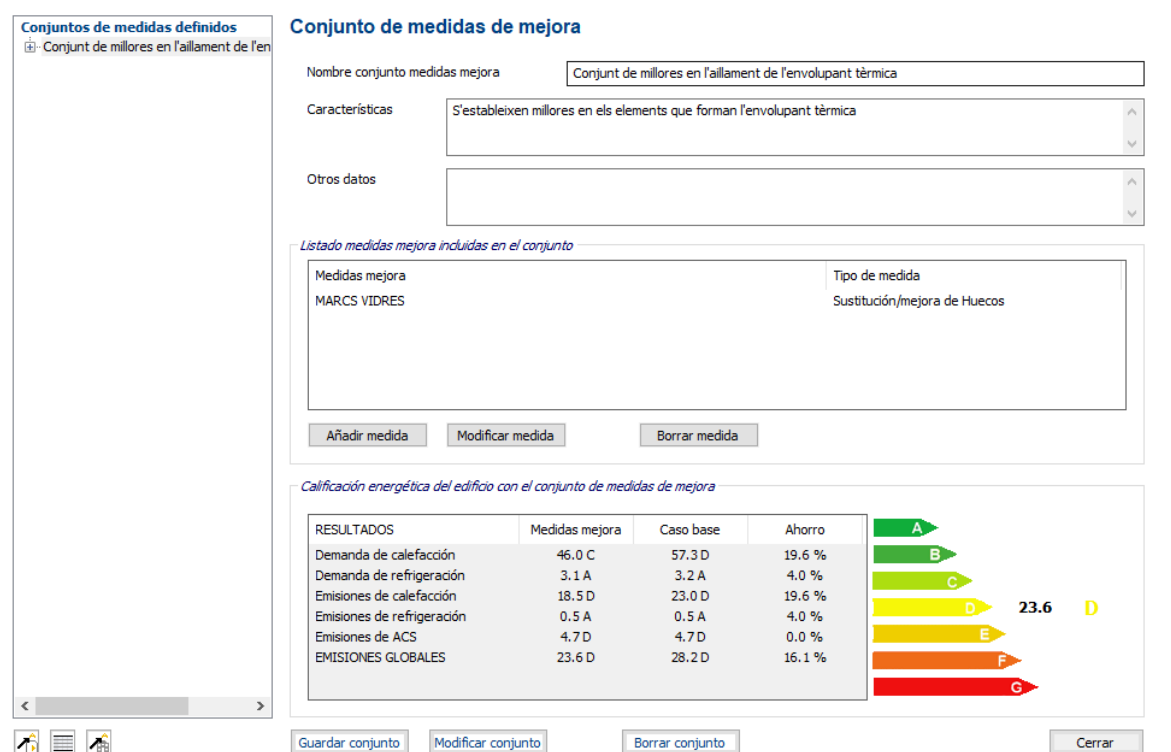 Conjuntos de medidas definidos
Conjunt de millores en l'aillament de l'en
Conjunto de medidas de mejora
Nombre conjunto medidas mejora Conjunt de millores en l'aillament de l'envolupant tèrmica
Características S'estableixen millores en els elements que formen l'envolupant tèrmica
Otros datos
Listado medidas mejora incluidas en el conjunto
Medidas mejora Tipo de medida
MARCS VIDRES Sustitución/mejora de Huecos
Añadir medida Modificar medida Borrar medida
Calificación energética del edificio con el conjunto de medidas de mejora
RESULTADOS Medidas mejora Caso base Ahorro
Demanda de calefacción 46.0 C 57.3 D 19.6 %
Demanda de refrigeración 3.1 A 3.2 A 4.0 %
Emisiones de calefacción 18.5 D 23.0 D 19.6 %
Emisiones de refrigeración 0.5 A 0.5 A 4.0 %
Emisiones de ACS 4.7 D 4.7 D 0.0 %
EMISIONES GLOBALES 23.6 D 28.2 D 16.1 %
A
B
C
D 23.6 D
E
F
G
Guardar conjunto Modificar conjunto Borrar conjunto Cerrar